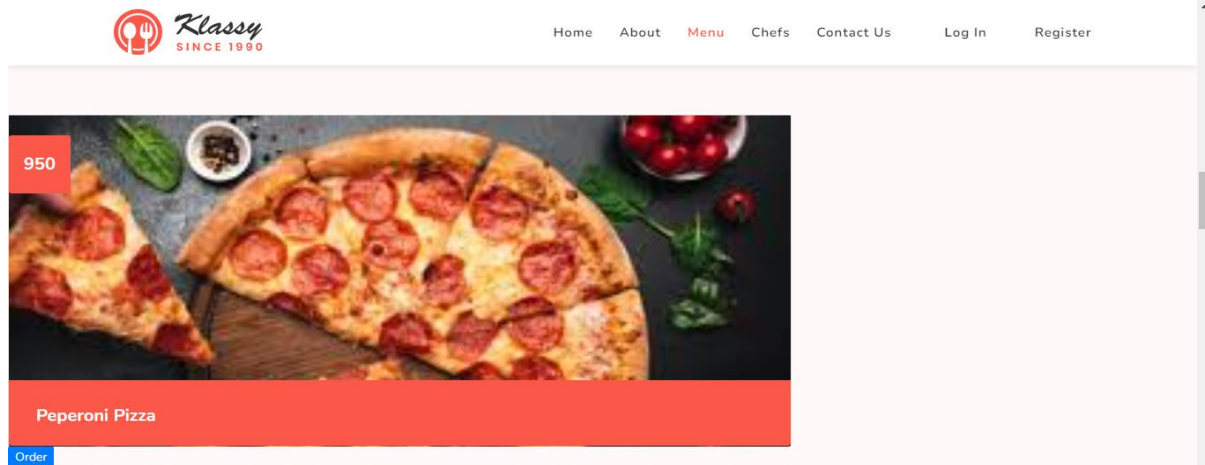 Klassy
SINCE 1990
Home About Menu Chefs Contact Us Log In Register
950
Peperoni Pizza
Order